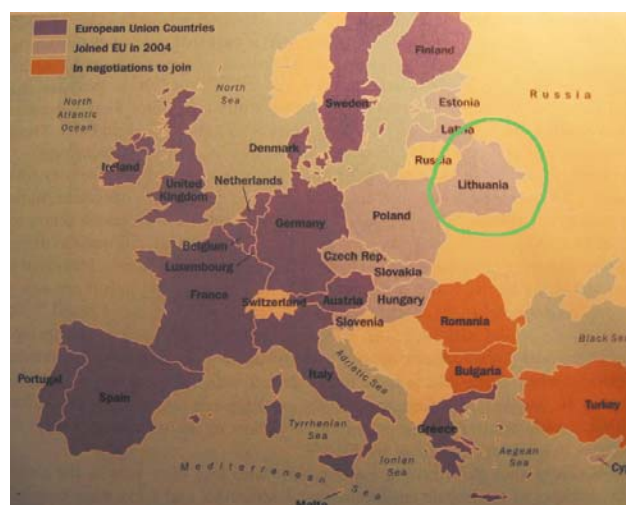 European Union Countries
Joined EU in 2004
In negotiations to join
Finland
North
Sea
North
Atlantic
Ocean
Sweden
Estonia
Russia
Latvia
Denmark
Russia
Ireland
United
Kingdom
Netherlands
Lithuania
Germany
Poland
Belgium
Czech Rep.
Luxembourg
Slovakia
France
Switzerland
Austria
Hungary
Slovenia
Romania
Black Sea
Adriatic Sea
Bulgaria
Portugal
Spain
Italy
Turkey
Tyrrhenian
Sea
Greece
Ionian
Sea
Aegean
Sea
Mediterranean Sea
Cy
Malta